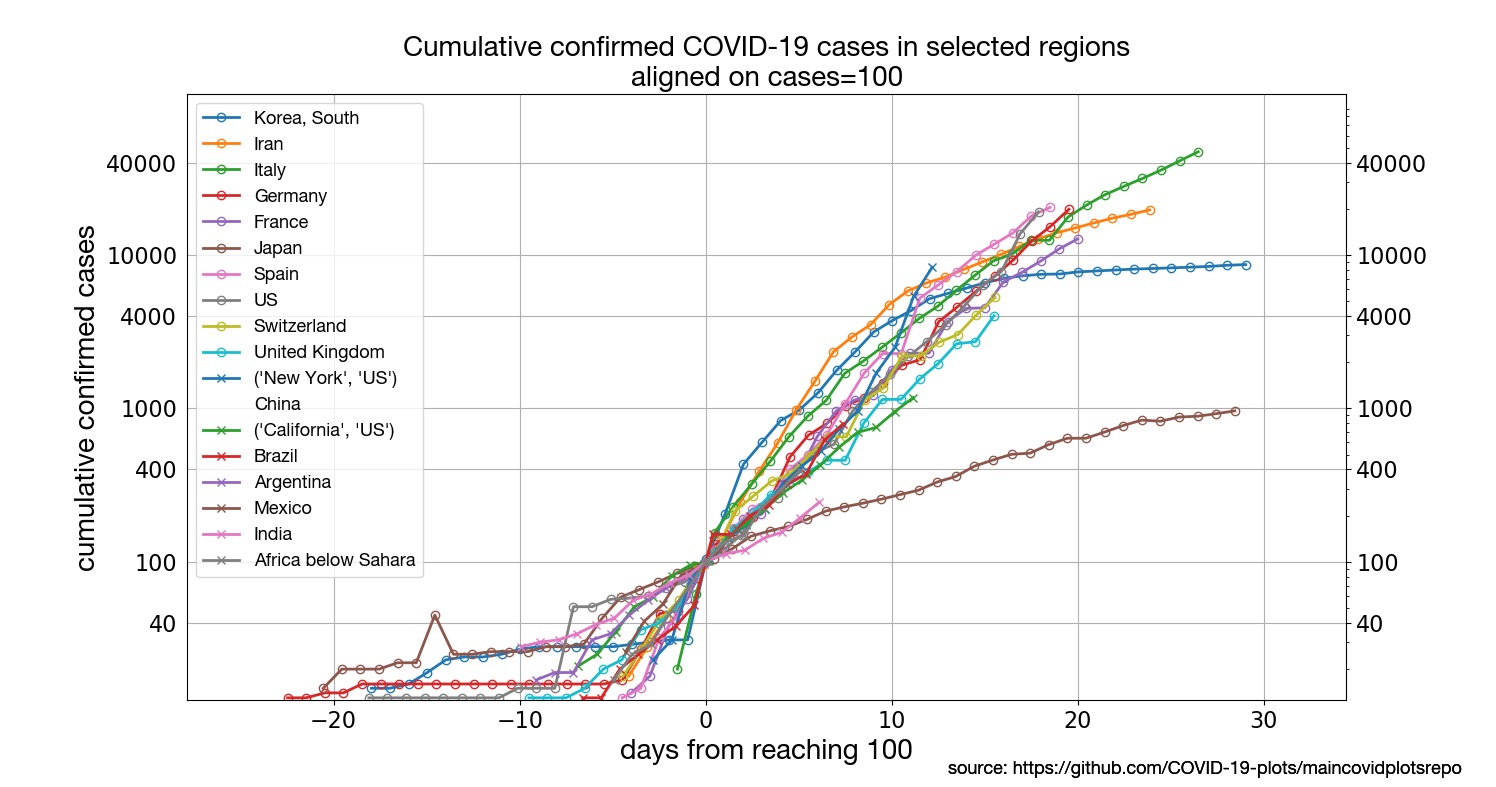 Cumulative confirmed COVID-19 cases in selected regions
aligned on cases=100
cumulative confirmed cases
40000
10000
4000
1000
400
100
40
Korea, South
Iran
Italy
Germany
France
Japan
Spain
US
Switzerland
United Kingdom
('New York', 'US')
China
('California', 'US')
Brazil
Argentina
Mexico
India
Africa below Sahara
40000
10000
4000
1000
400
100
40
−20 −10 0 10 20 30
days from reaching 100
source: https://github.com/COVID-19-plots/maincovidplotsrepo